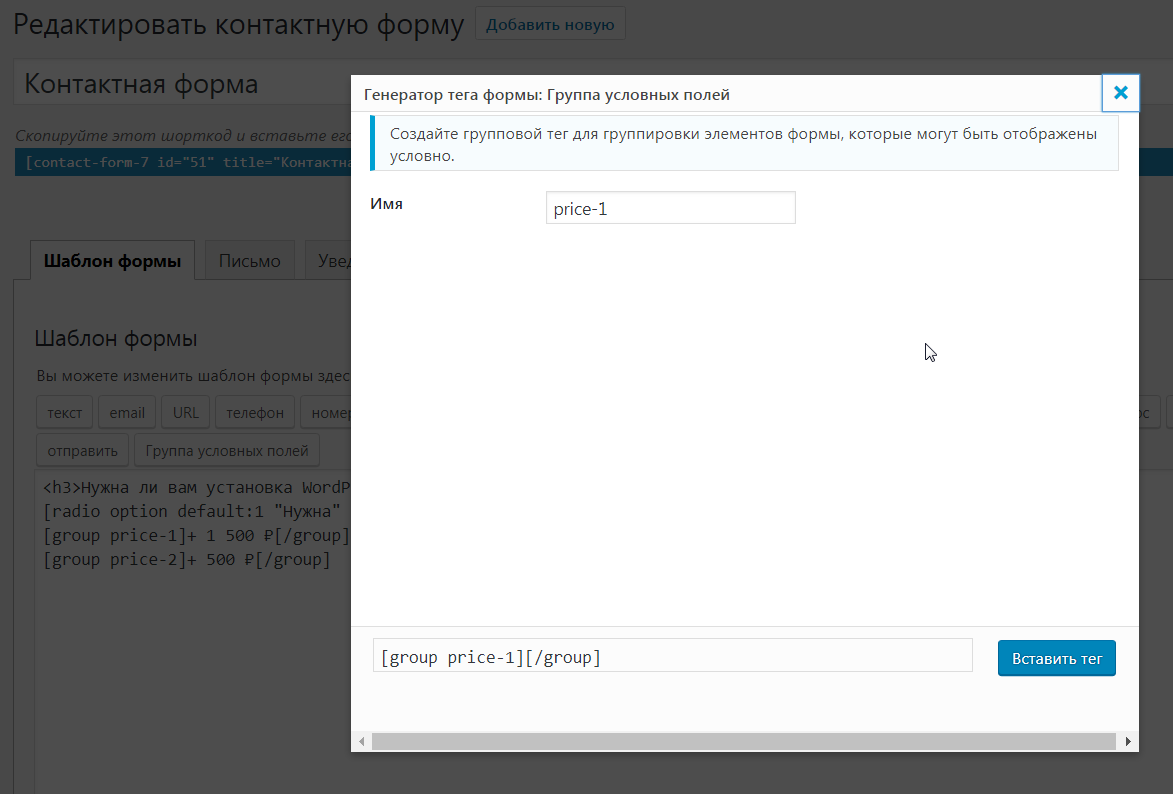 Редактировать контактную форму Добавить новую
Контактная форма
Генератор тега формы: Группа условных полей
Скопируйте этот шорткод и вставьте его
[contact-form-7 id="51" title="Контактна
Создайте групповой тег для группировки элементов формы, которые могут быть отображены
условно.
Имя price-1
Шаблон формы Письмо
Шаблон формы
Вы можете изменить шаблон формы здес
текст email URL телефон номер
отправить Группа условных полей
<h3>Нужна ли вам установка WordP
[radio option default:1 "Нужна"
[group price-1]+ 1 500 ₽[/group]
[group price-2]+ 500 ₽[/group]
[group price-1][/group] Вставить тег